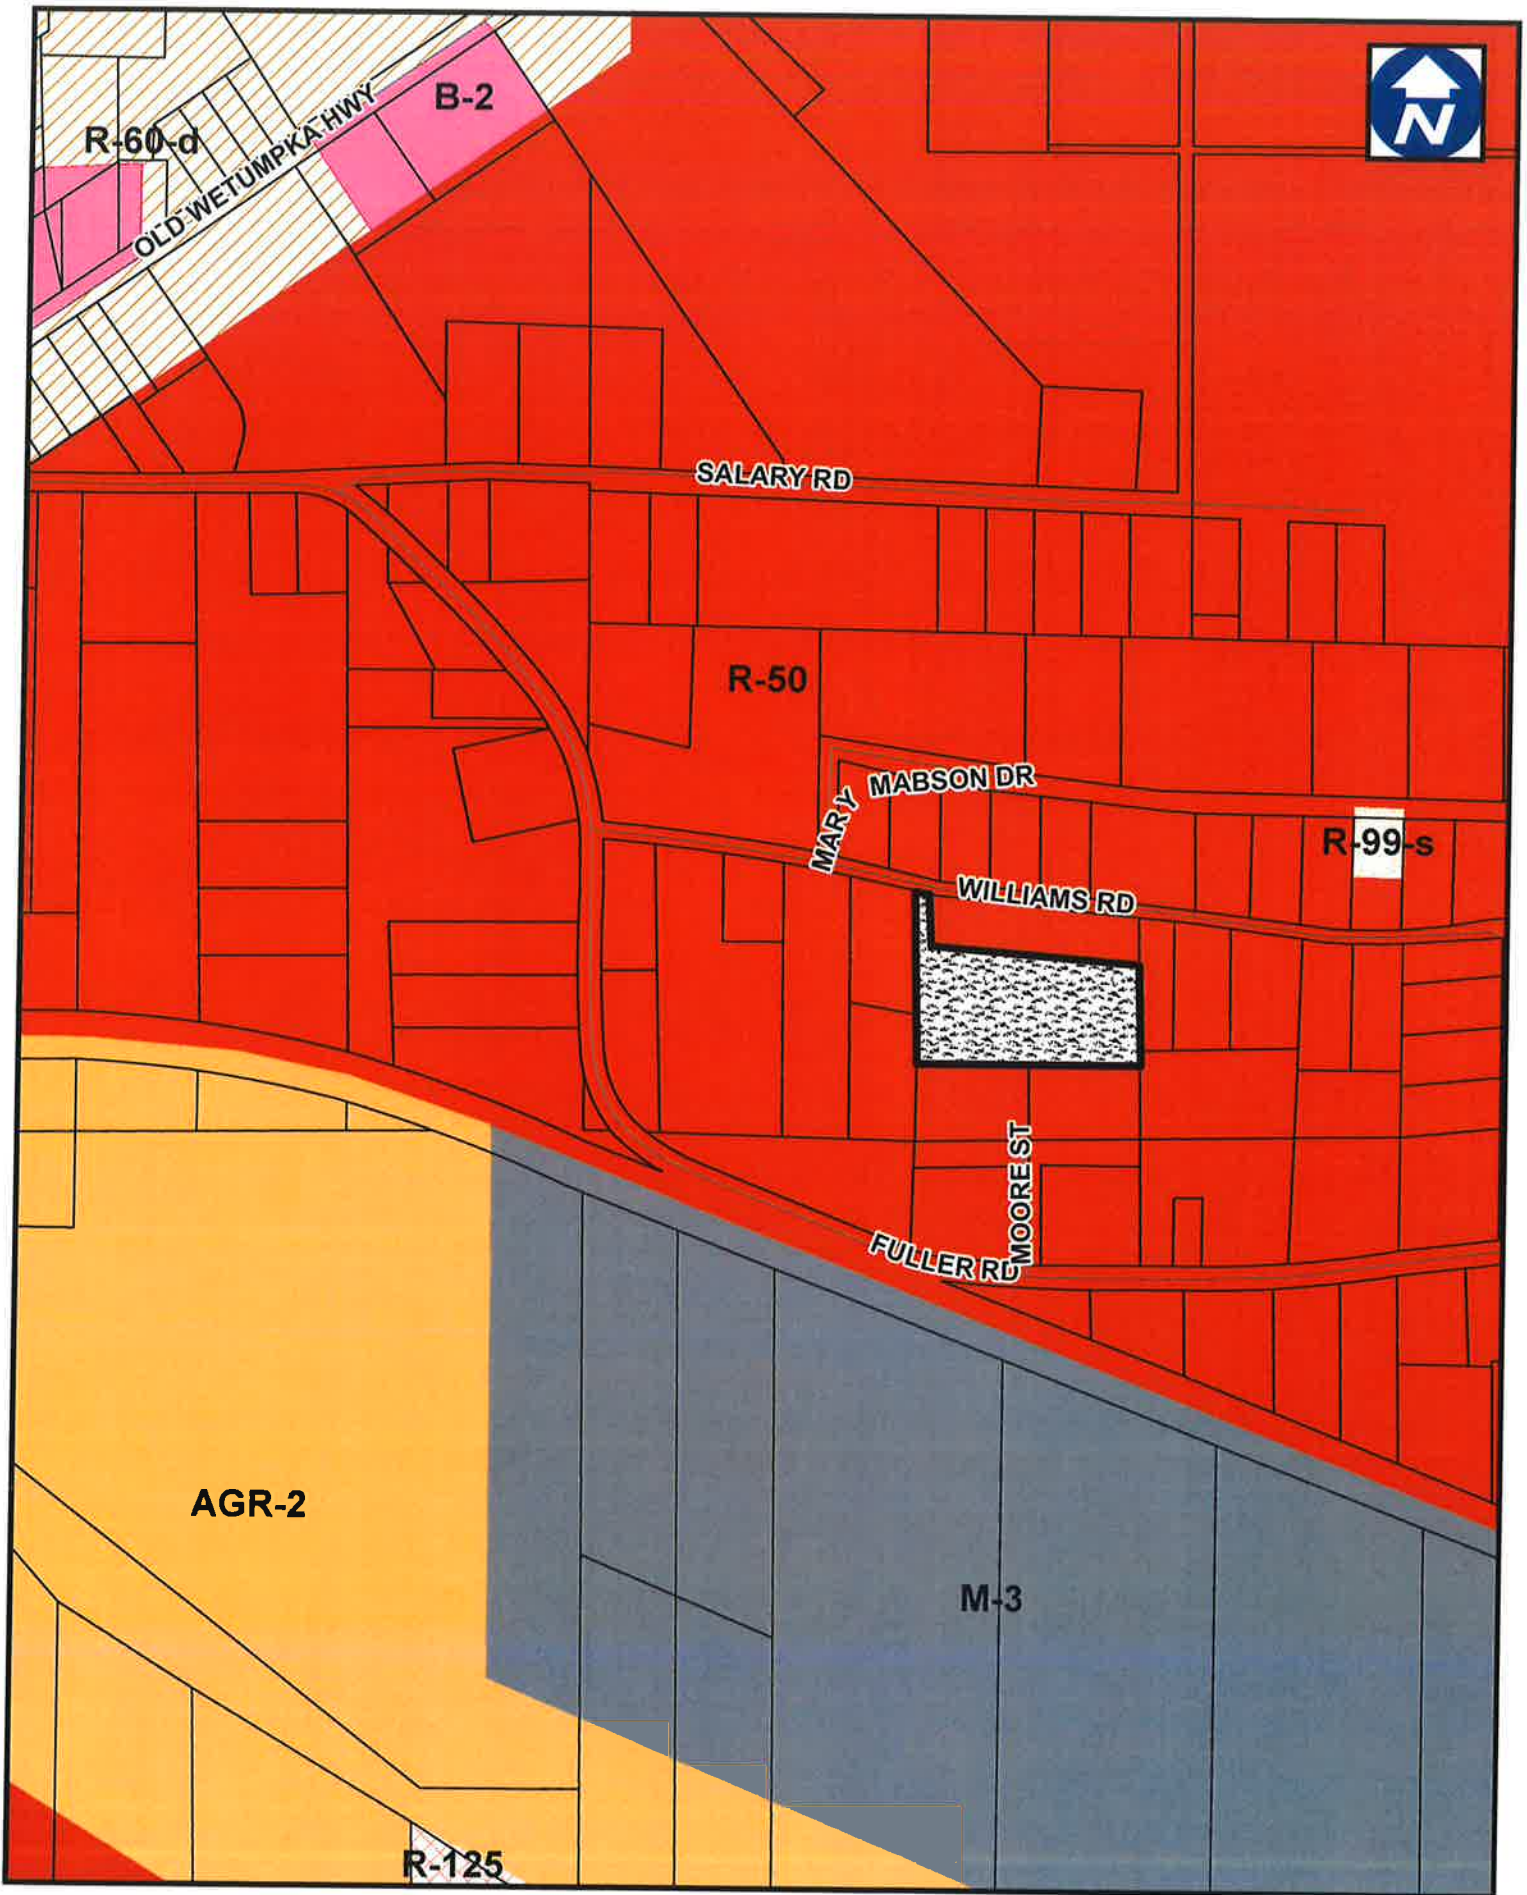 B-2
R-60-d
OLD WETUMPKA HWY
N
SALARY RD
R-50
MABSON DR
MARY
R-99-s
WILLIAMS RD
MOORE ST
FULLER RD
AGR-2
M-3
R-125